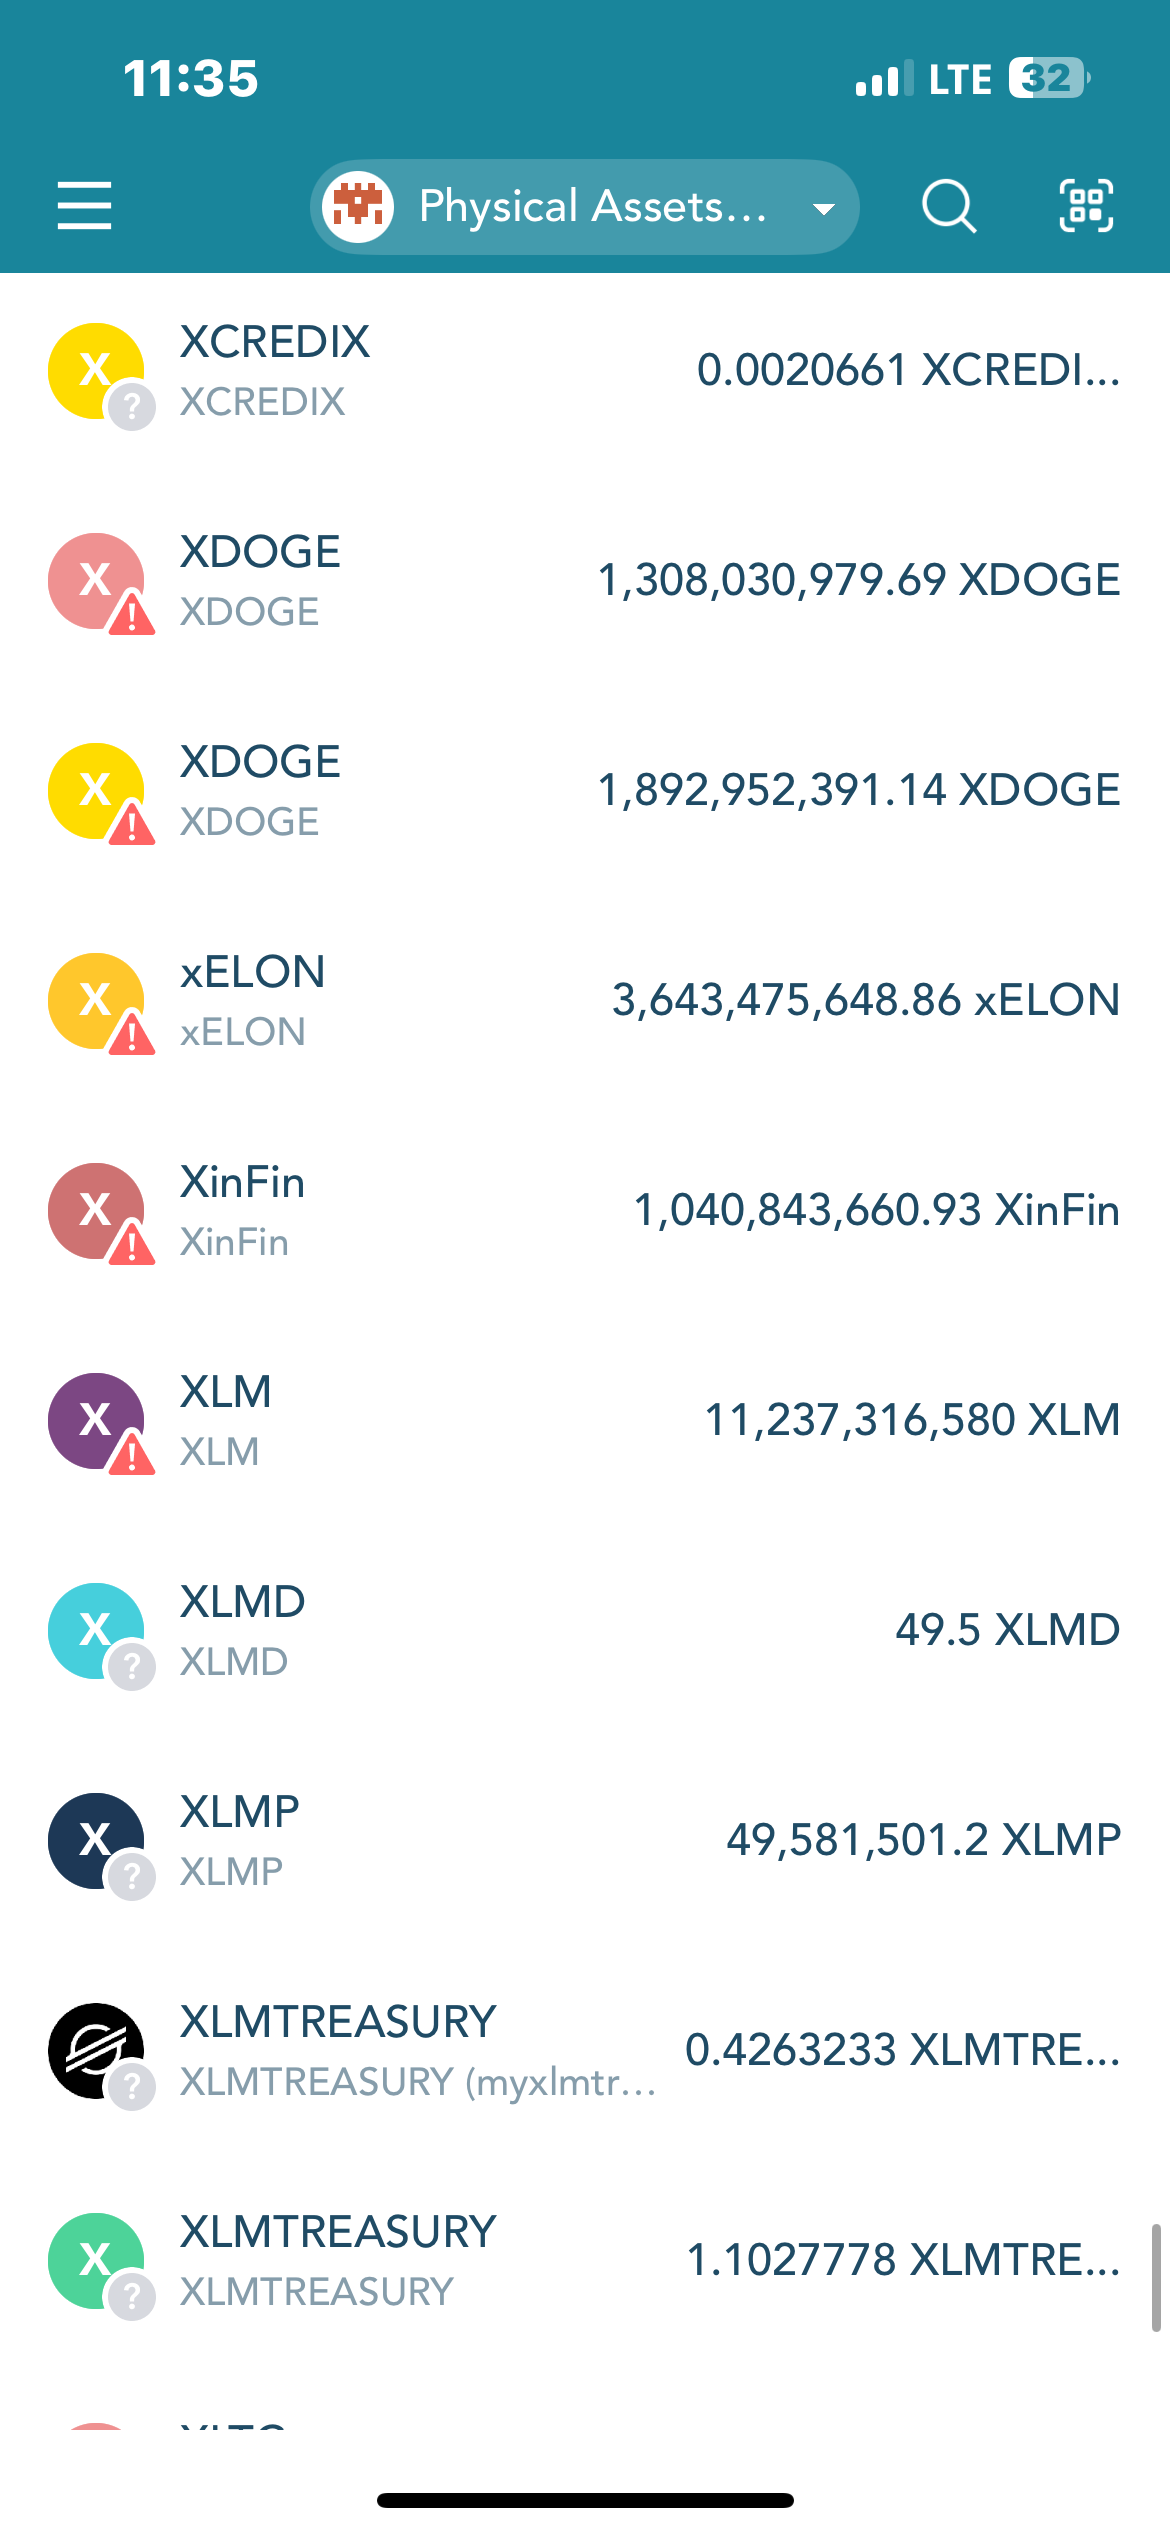 11:35
LTE
32
Physical Assets...
X
?
XCREDIX
XCREDIX
0.0020661 XCREDI...
X
!
XDOGE
XDOGE
1,308,030,979.69 XDOGE
X
!
XDOGE
XDOGE
1,892,952,391.14 XDOGE
X
!
xELON
xELON
3,643,475,648.86 xELON
X
!
XinFin
XinFin
1,040,843,660.93 XinFin
X
!
XLM
XLM
11,237,316,580 XLM
X
?
XLMD
XLMD
49.5 XLMD
X
?
XLMP
XLMP
49,581,501.2 XLMP
?
XLMTREASURY
XLMTREASURY (myxlmtr...
0.4263233 XLMTRE...
X
?
XLMTREASURY
XLMTREASURY
1.1027778 XLMTRE...